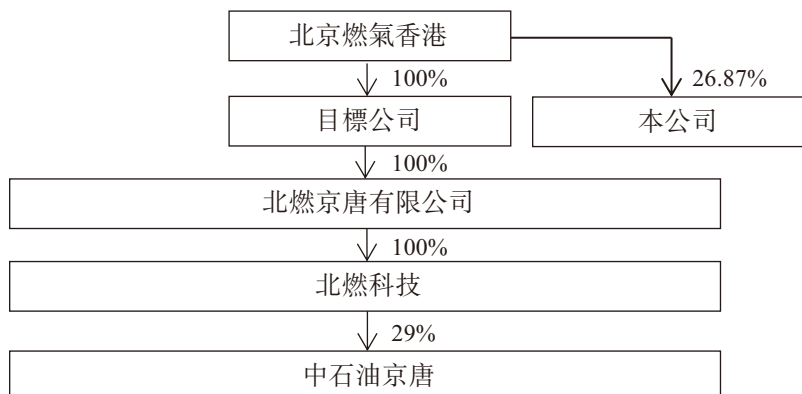 北京燃氣香港
100%
26.87%
目標公司
本公司
100%
北燃京唐有限公司
100%
北燃科技
29%
中石油京唐